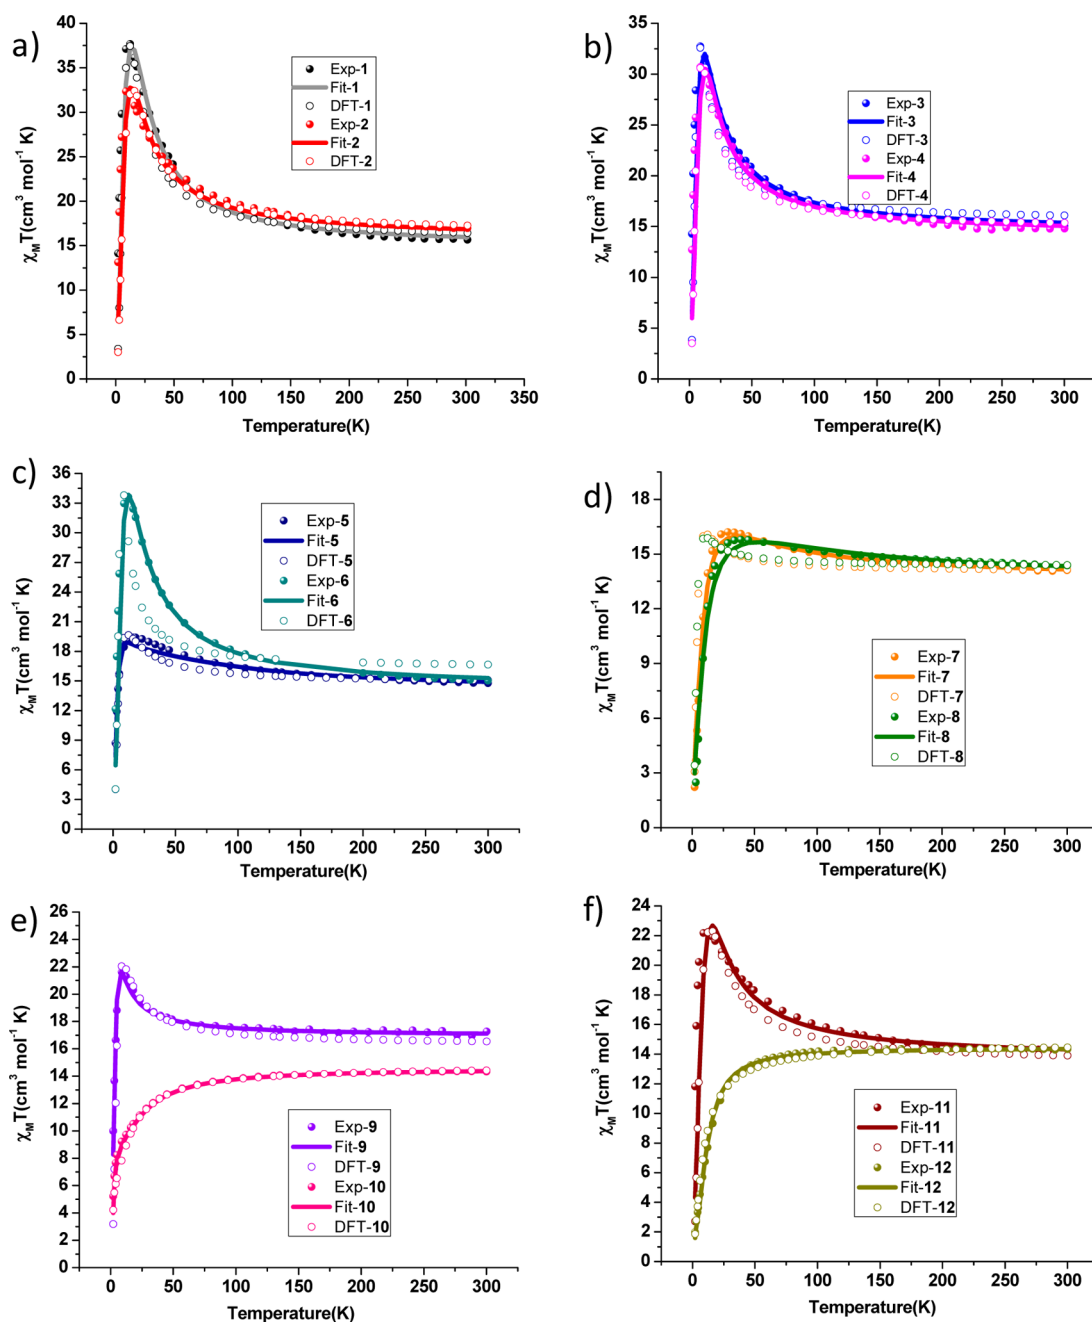 a)
40
35
30
25
20
15
10
5
0
χMT(cm³ mol⁻¹ K)
Exp-1
Fit-1
DFT-1
Exp-2
Fit-2
DFT-2
0 50 100 150 200 250 300 350
Temperature(K)
b)
35
30
25
20
15
10
5
0
χMT(cm³ mol⁻¹ K)
Exp-3
Fit-3
DFT-3
Exp-4
Fit-4
DFT-4
0 50 100 150 200 250 300
Temperature(K)
c)
36
33
30
27
24
21
18
15
12
9
6
3
0
χMT(cm³ mol⁻¹ K)
Exp-5
Fit-5
DFT-5
Exp-6
Fit-6
DFT-6
0 50 100 150 200 250 300
Temperature(K)
d)
18
15
12
9
6
3
0
χMT(cm³ mol⁻¹ K)
Exp-7
Fit-7
DFT-7
Exp-8
Fit-8
DFT-8
0 50 100 150 200 250 300
Temperature(K)
e)
26
24
22
20
18
16
14
12
10
8
6
4
2
0
χMT(cm³ mol⁻¹ K)
Exp-9
Fit-9
DFT-9
Exp-10
Fit-10
DFT-10
0 50 100 150 200 250 300
Temperature(K)
f)
24
22
20
18
16
14
12
10
8
6
4
2
0
χMT(cm³ mol⁻¹ K)
Exp-11
Fit-11
DFT-11
Exp-12
Fit-12
DFT-12
0 50 100 150 200 250 300
Temperature(K)